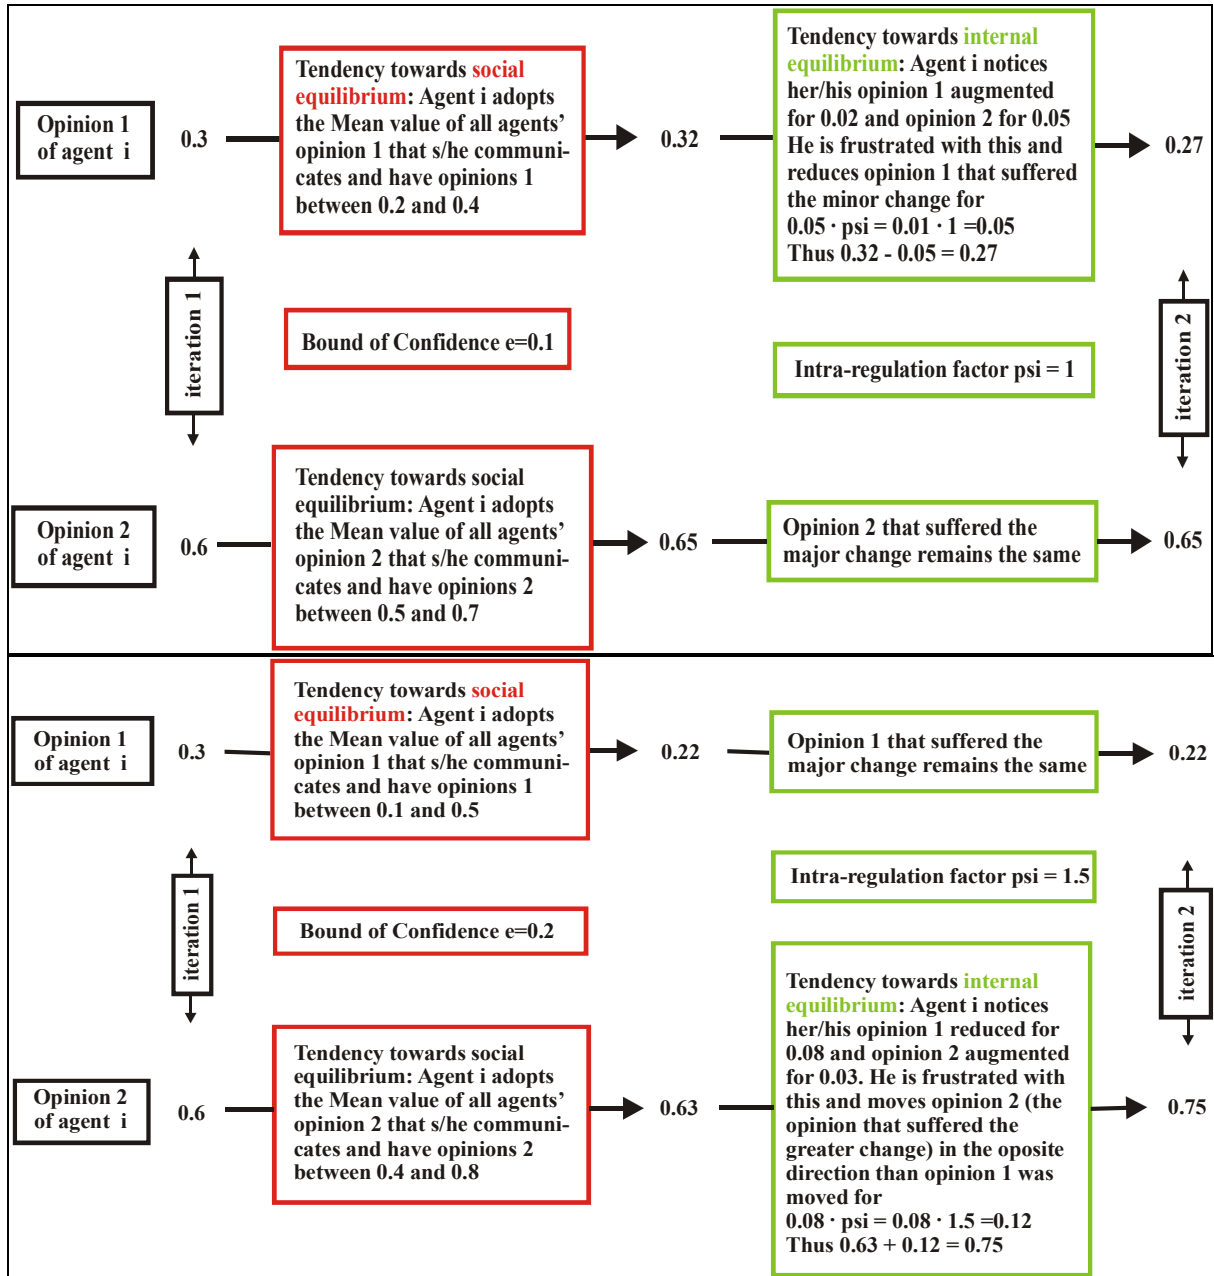 Opinion 1
of agent i
0.3
Tendency towards social
equilibrium: Agent i adopts
the Mean value of all agents’
opinion 1 that s/he communi-
cates and have opinions 1
between 0.2 and 0.4
0.32
Tendency towards internal
equilibrium: Agent i notices
her/his opinion 1 augmented
for 0.02 and opinion 2 for 0.05
He is frustrated with this and
reduces opinion 1 that suffered
the minor change for
0.05 · psi = 0.01 · 1 =0.05
Thus 0.32 - 0.05 = 0.27
0.27
iteration 1
Bound of Confidence e=0.1
Intra-regulation factor psi = 1
iteration 2
Opinion 2
of agent i
0.6
Tendency towards social
equilibrium: Agent i adopts
the Mean value of all agents’
opinion 2 that s/he communi-
cates and have opinions 2
between 0.5 and 0.7
0.65
Opinion 2 that suffered the
major change remains the same
0.65
Opinion 1
of agent i
0.3
Tendency towards social
equilibrium: Agent i adopts
the Mean value of all agents’
opinion 1 that s/he communi-
cates and have opinions 1
between 0.1 and 0.5
0.22
Opinion 1 that suffered the
major change remains the same
0.22
iteration 1
Bound of Confidence e=0.2
Intra-regulation factor psi = 1.5
iteration 2
Opinion 2
of agent i
0.6
Tendency towards social
equilibrium: Agent i adopts
the Mean value of all agents’
opinion 2 that s/he communi-
cates and have opinions 2
between 0.4 and 0.8
0.63
Tendency towards internal
equilibrium: Agent i notices
her/his opinion 1 reduced for
0.08 and opinion 2 augmented
for 0.03. He is frustrated with
this and moves opinion 2 (the
opinion that suffered the
greater change) in the oposite
direction than opinion 1 was
moved for
0.08 · psi = 0.08 · 1.5 =0.12
Thus 0.63 + 0.12 = 0.75
0.75